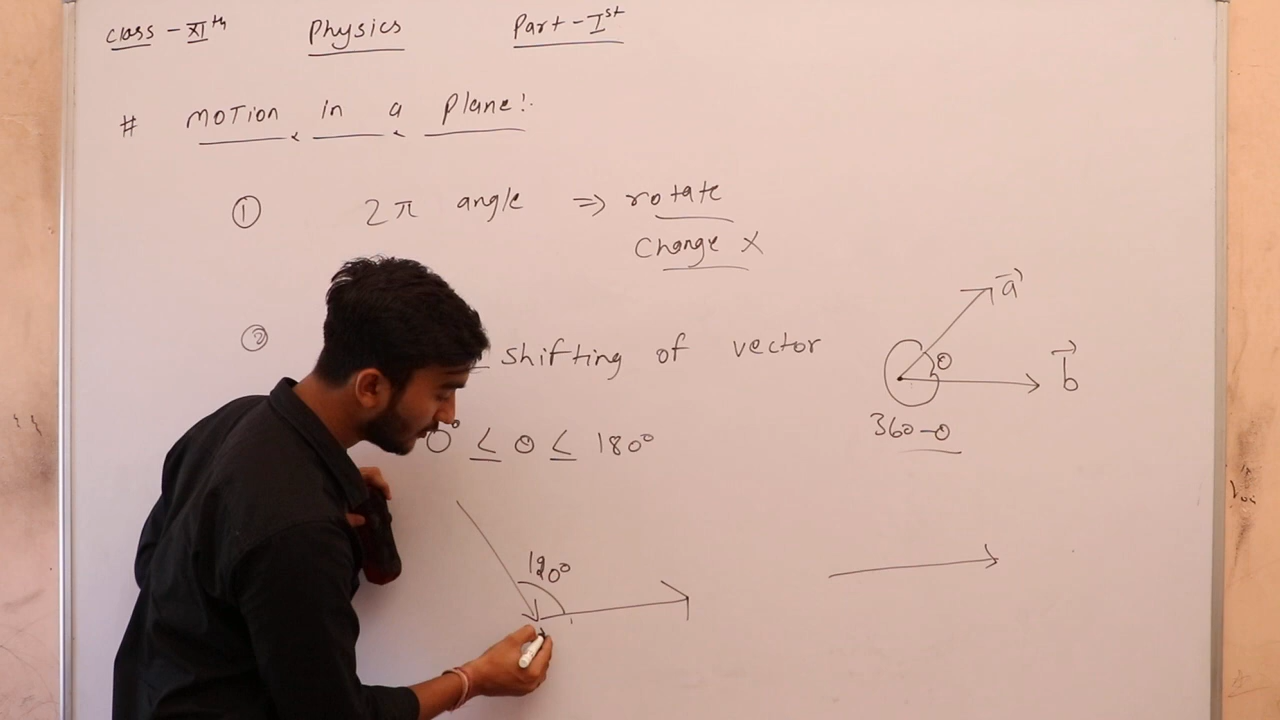 class - XIth Physics Part - Ist
# MOTion in a Plane!.
① 2π angle ⇒ rotate
Change X
② shifting of vector
0° ≤ θ ≤ 180°
a⃗
θ
b⃗
360-θ
120°